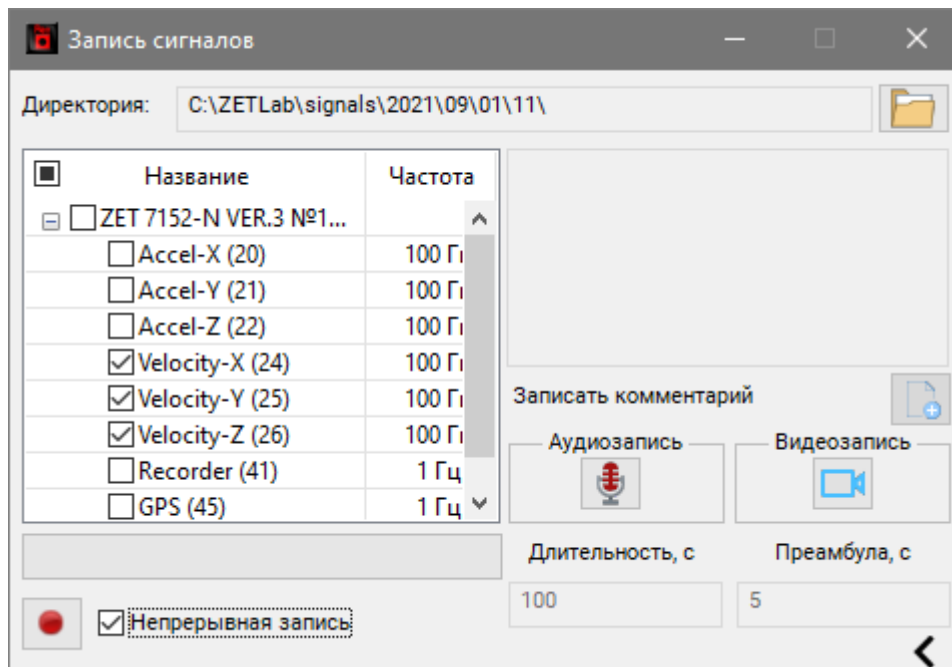 Запись сигналов
Директория: C:\ZETLab\signals\2021\09\01\11\
Название Частота
ZET 7152-N VER.3 №1...
Accel-X (20) 100 Гц
Accel-Y (21) 100 Гц
Accel-Z (22) 100 Гц
Velocity-X (24) 100 Гц
Velocity-Y (25) 100 Гц
Velocity-Z (26) 100 Гц
Recorder (41) 1 Гц
GPS (45) 1 Гц
Записать комментарий
Аудиозапись Видеозапись
Длительность, с Преамбула, с
100 5
Непрерывная запись